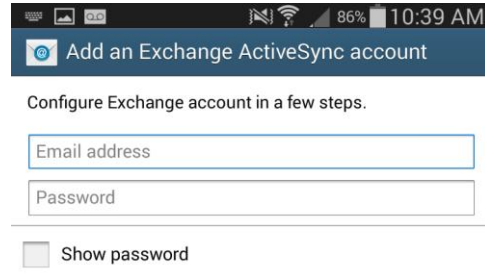 86% 10:39 AM
Add an Exchange ActiveSync account
Configure Exchange account in a few steps.
Email address
Password
Show password